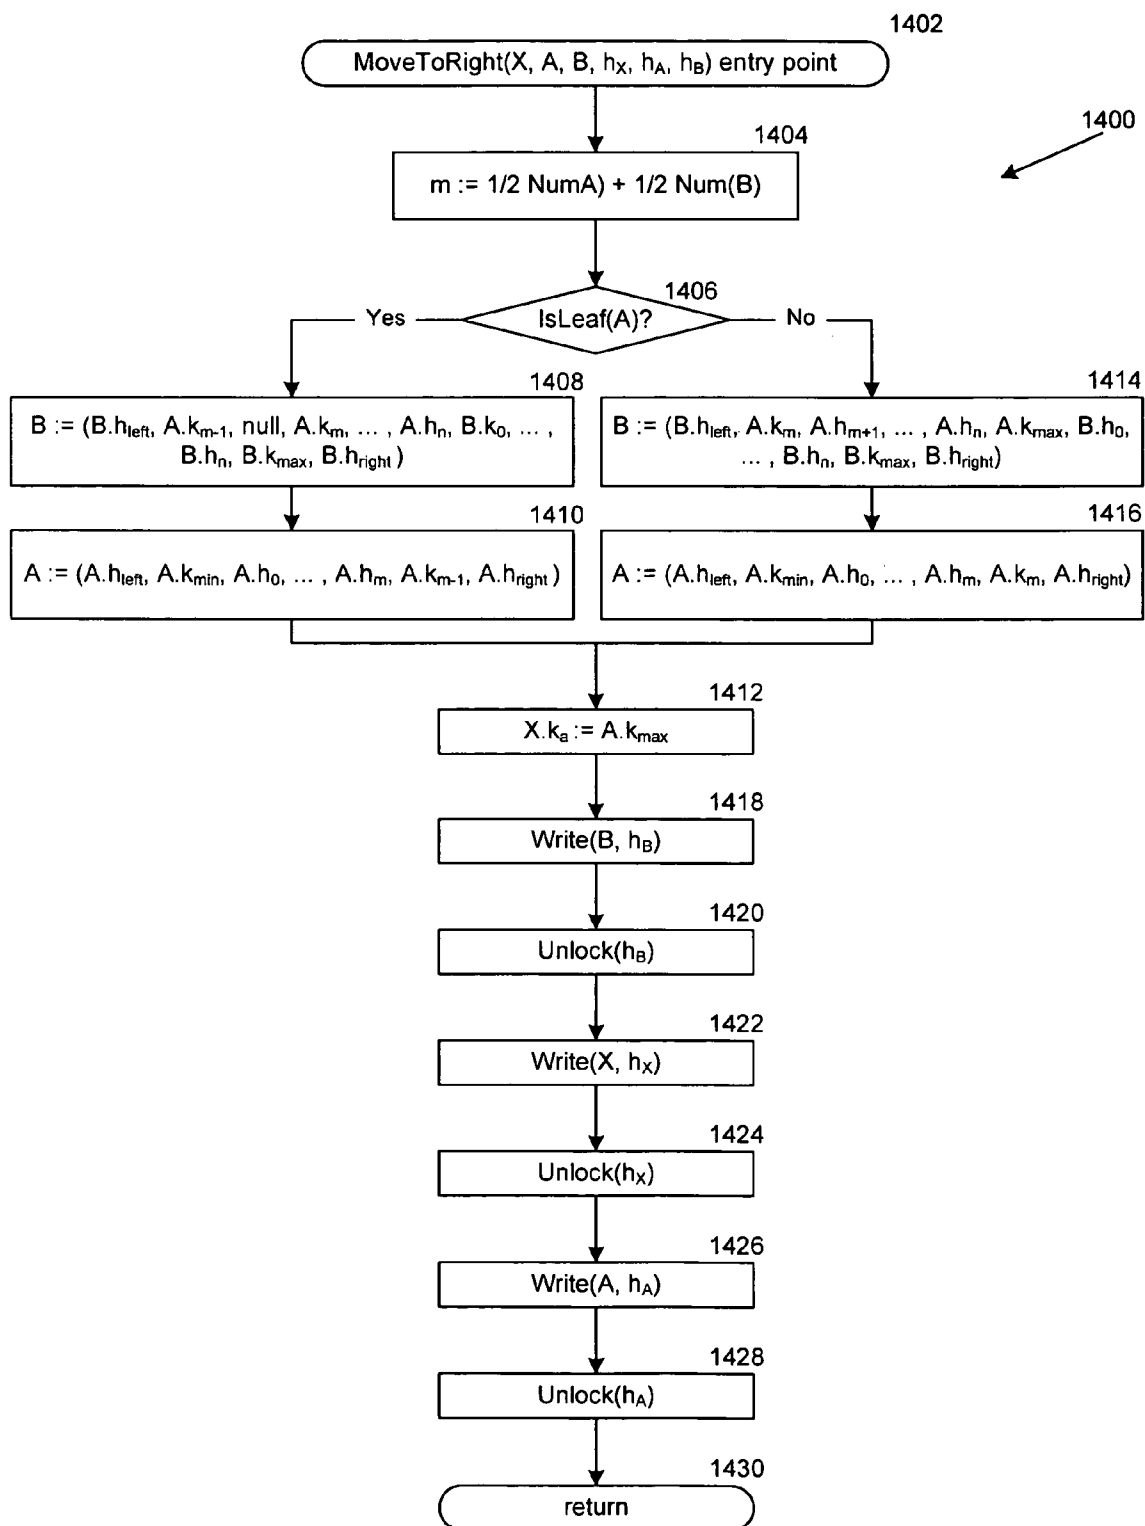 1402
MoveToRight(X, A, B, hX, hA, hB) entry point
1400
1404
m := 1/2 NumA) + 1/2 Num(B)
1406
Yes
IsLeaf(A)?
No
1408
B := (B.hleft, A.km-1, null, A.km, ... , A.hn, B.k0, ... ,
B.hn, B.kmax, B.hright )
1414
B := (B.hleft, A.km, A.hm+1, ... , A.hn, A.kmax, B.h0,
... , B.hn, B.kmax, B.hright)
1410
A := (A.hleft, A.kmin, A.h0, ... , A.hm, A.km-1, A.hright )
1416
A := (A.hleft, A.kmin, A.h0, ... , A.hm, A.km, A.hright)
1412
X.ka := A.kmax
1418
Write(B, hB)
1420
Unlock(hB)
1422
Write(X, hX)
1424
Unlock(hX)
1426
Write(A, hA)
1428
Unlock(hA)
1430
return